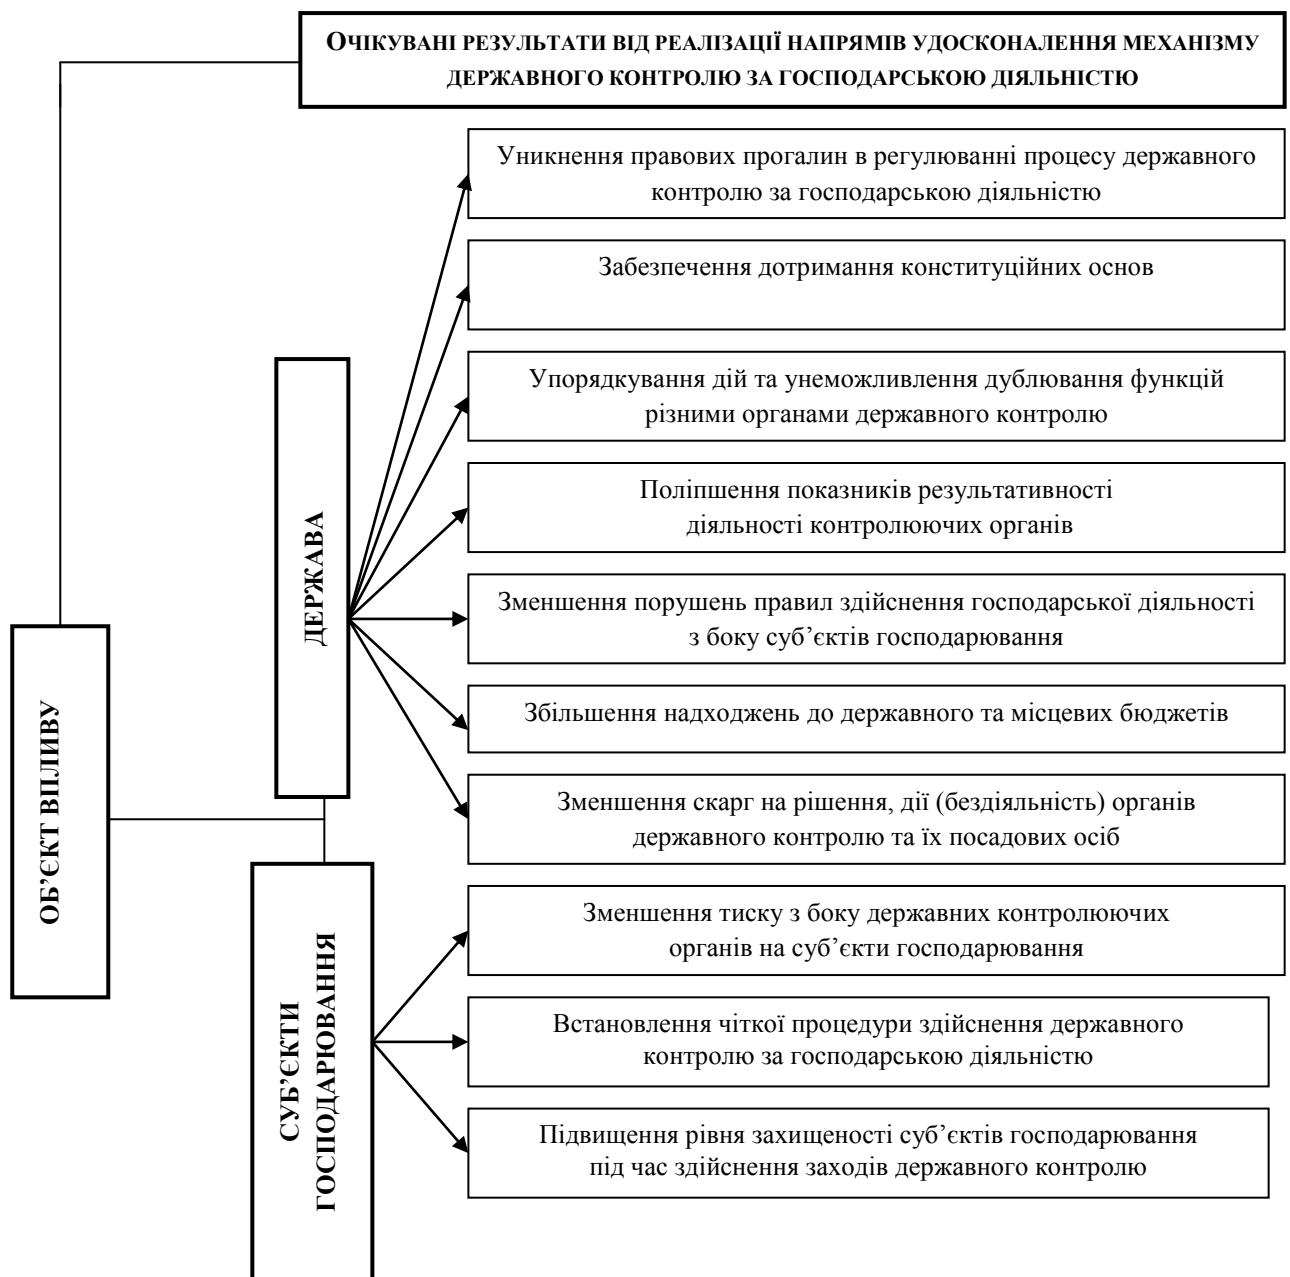 ОЧІКУВАНІ РЕЗУЛЬТАТИ ВІД РЕАЛІЗАЦІЇ НАПРЯМІВ УДОСКОНАЛЕННЯ МЕХАНІЗМУ
ДЕРЖАВНОГО КОНТРОЛЮ ЗА ГОСПОДАРСЬКОЮ ДІЯЛЬНІСТЮ
ОБ’ЄКТ ВПЛИВУ
ДЕРЖАВА
Уникнення правових прогалин в регулюванні процесу державного
контролю за господарською діяльністю
Забезпечення дотримання конституційних основ
Упорядкування дій та унеможливлення дублювання функцій
різними органами державного контролю
Поліпшення показників результативності
діяльності контролюючих органів
Зменшення порушень правил здійснення господарської діяльності
з боку суб’єктів господарювання
Збільшення надходжень до державного та місцевих бюджетів
Зменшення скарг на рішення, дії (бездіяльність) органів
державного контролю та їх посадових осіб
СУБ’ЄКТИ
ГОСПОДАРЮВАННЯ
Зменшення тиску з боку державних контролюючих
органів на суб’єкти господарювання
Встановлення чіткої процедури здійснення державного
контролю за господарською діяльністю
Підвищення рівня захищеності суб’єктів господарювання
під час здійснення заходів державного контролю